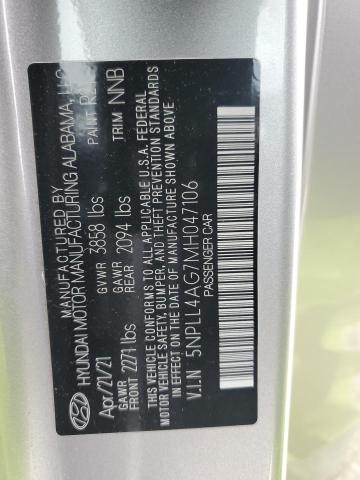 MANUFACTURED BY
HYUNDAI MOTOR MANUFACTURING ALABAMA, LLC
Apr/21/21 GVWR 3858 lbs PAINT TRIM NNB
GAWR FRONT 2271 lbs GAWR REAR 2094 lbs
THIS VEHICLE CONFORMS TO ALL APPLICABLE U.S.A. FEDERAL
MOTOR VEHICLE SAFETY, BUMPER, AND THEFT PREVENTION STANDARDS
IN EFFECT ON THE DATE OF MANUFACTURE SHOWN ABOVE.
V.I.N 5NPLL4AG7MH047106
PASSENGER CAR